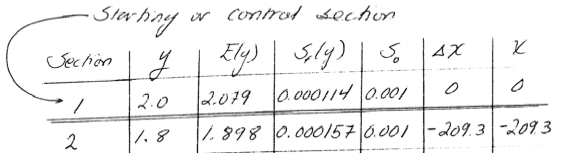 Starting or control section
Section y E(y) Sf(y) So ΔX X
1 2.0 2.079 0.000114 0.001 0 0
2 1.8 1.898 0.000157 0.001 -209.3 -209.3